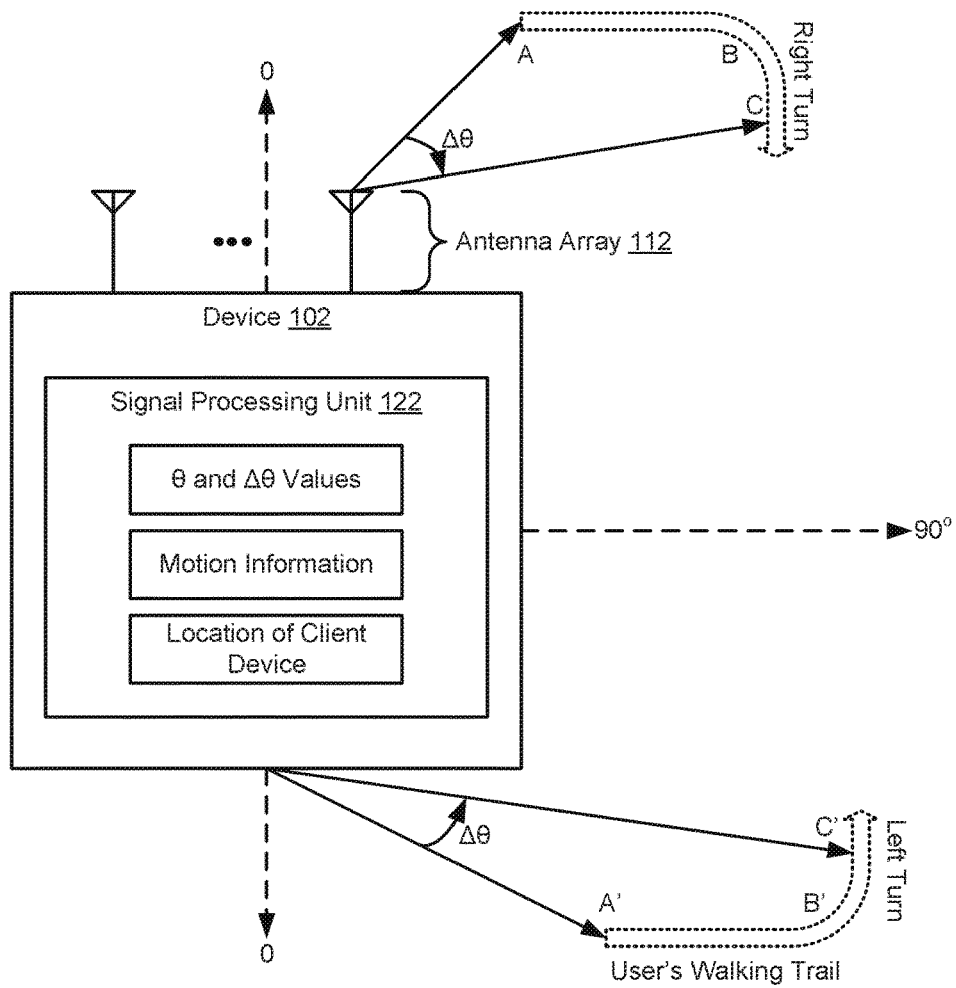 0
A
B
C
Right Turn
Δθ
Antenna Array 112
Device 102
Signal Processing Unit 122
θ and Δθ Values
Motion Information
Location of Client
Device
90°
Δθ
C'
Left Turn
A'
B'
0
User's Walking Trail